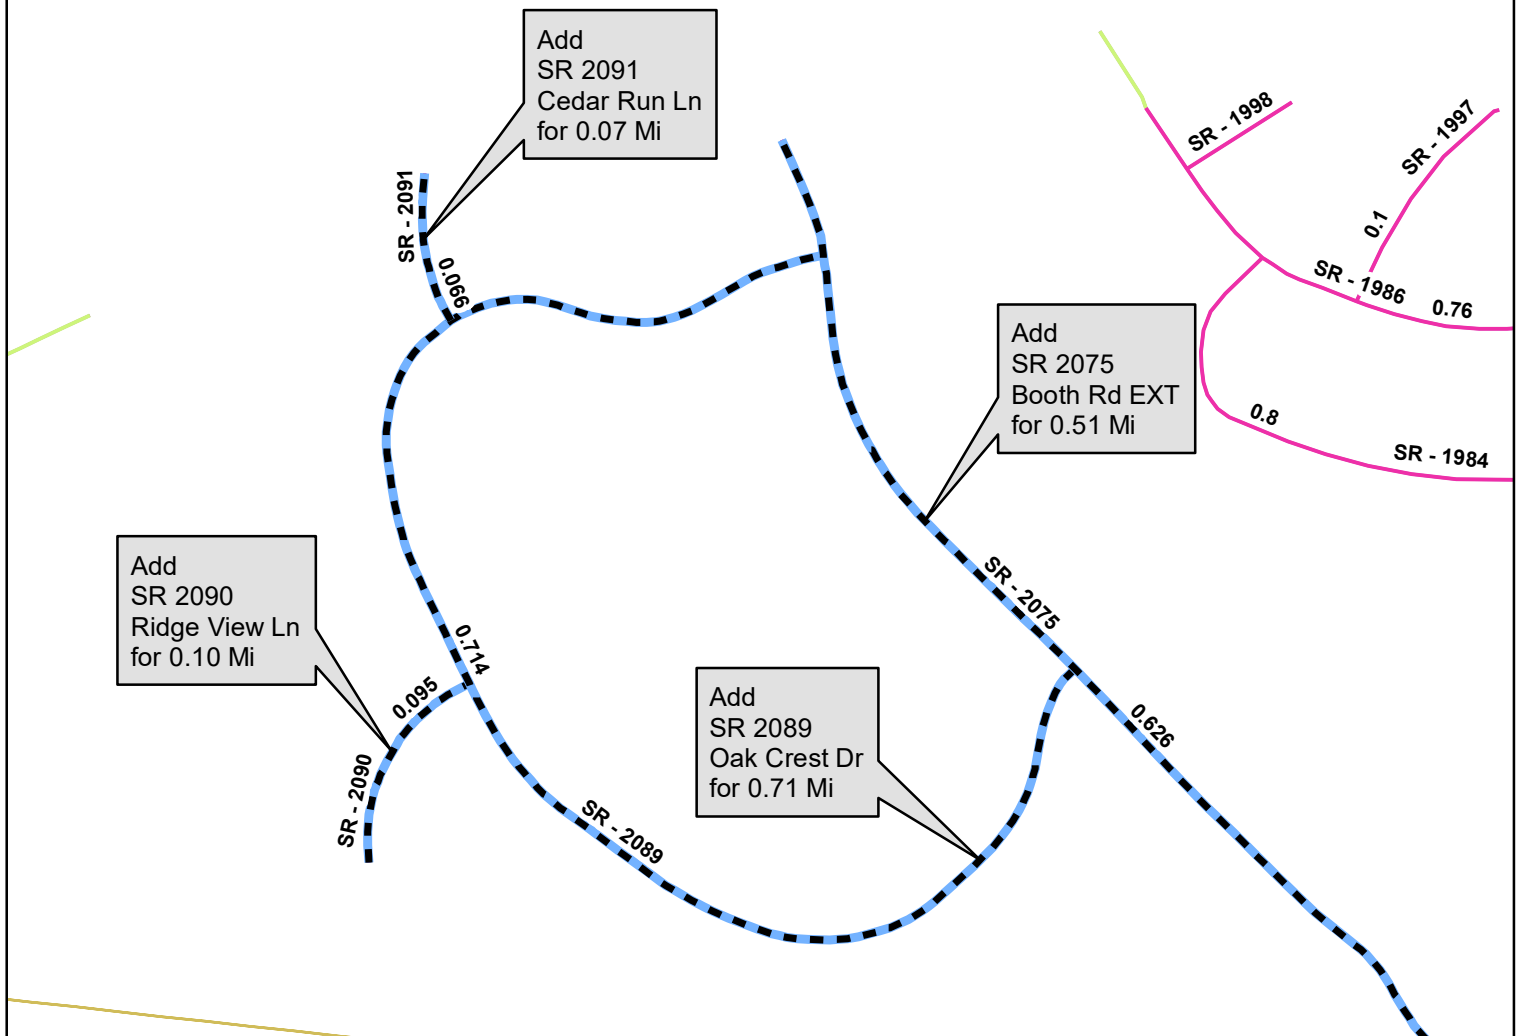 Add
SR 2091
Cedar Run Ln
for 0.07 Mi
SR - 2091
0.066
SR - 1998
SR - 1997
0.1
SR - 1986
0.76
Add
SR 2075
Booth Rd EXT
for 0.51 Mi
0.8
SR - 1984
Add
SR 2090
Ridge View Ln
for 0.10 Mi
SR - 2075
0.714
0.095
SR - 2090
Add
SR 2089
Oak Crest Dr
for 0.71 Mi
0.626
SR - 2089